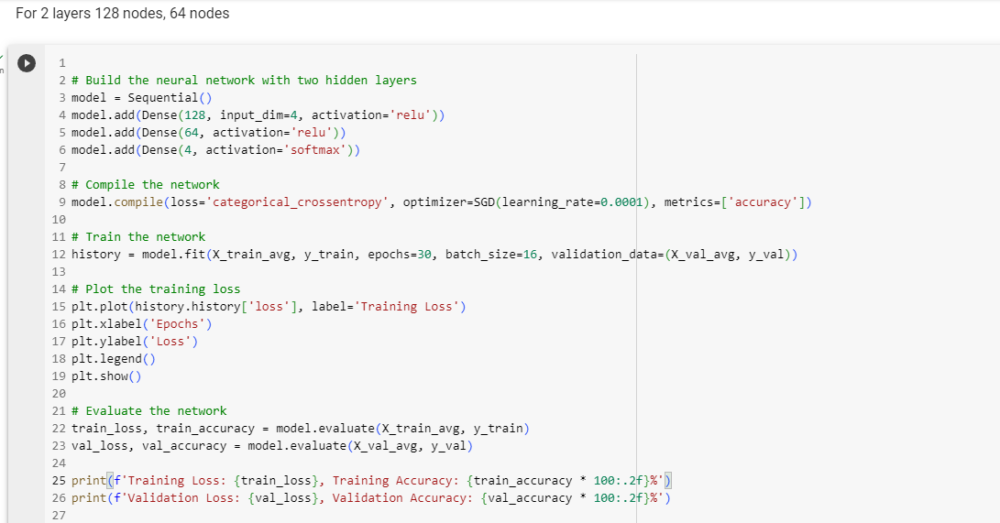 For 2 layers 128 nodes, 64 nodes
1
2 # Build the neural network with two hidden layers
3 model = Sequential()
4 model.add(Dense(128, input_dim=4, activation='relu'))
5 model.add(Dense(64, activation='relu'))
6 model.add(Dense(4, activation='softmax'))
7
8 # Compile the network
9 model.compile(loss='categorical_crossentropy', optimizer=SGD(learning_rate=0.0001), metrics=['accuracy'])
10
11 # Train the network
12 history = model.fit(X_train_avg, y_train, epochs=30, batch_size=16, validation_data=(X_val_avg, y_val))
13
14 # Plot the training loss
15 plt.plot(history.history['loss'], label='Training Loss')
16 plt.xlabel('Epochs')
17 plt.ylabel('Loss')
18 plt.legend()
19 plt.show()
20
21 # Evaluate the network
22 train_loss, train_accuracy = model.evaluate(X_train_avg, y_train)
23 val_loss, val_accuracy = model.evaluate(X_val_avg, y_val)
24
25 print(f'Training Loss: {train_loss}, Training Accuracy: {train_accuracy * 100:.2f}%')
26 print(f'Validation Loss: {val_loss}, Validation Accuracy: {val_accuracy * 100:.2f}%')
27